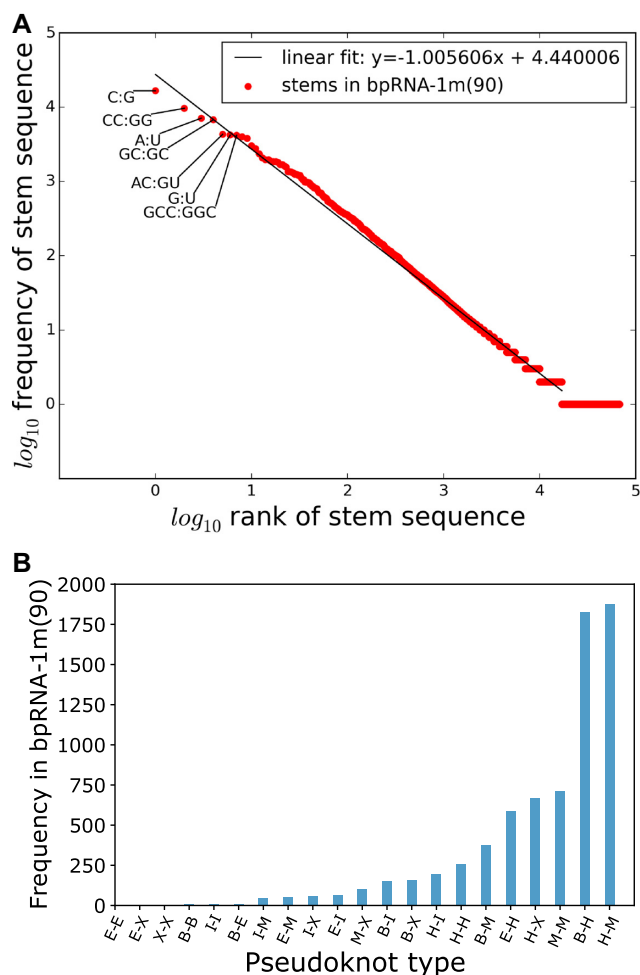 A
linear fit: y=-1.005606x + 4.440006
stems in bpRNA-1m(90)
C:G
CC:GG
A:U
GC:GC
AC:GU
G:U
GCC:GGC
5
4
3
2
1
0
log10 frequency of stem sequence
0 1 2 3 4 5
log10 rank of stem sequence
B
2000
1750
1500
1250
1000
750
500
250
0
Frequency in bpRNA-1m(90)
E-E E-X X-X B-B I-I B-E I-M E-M I-X E-I M-X B-I B-X H-I H-H B-M E-H H-X M-M B-H H-M
Pseudoknot type